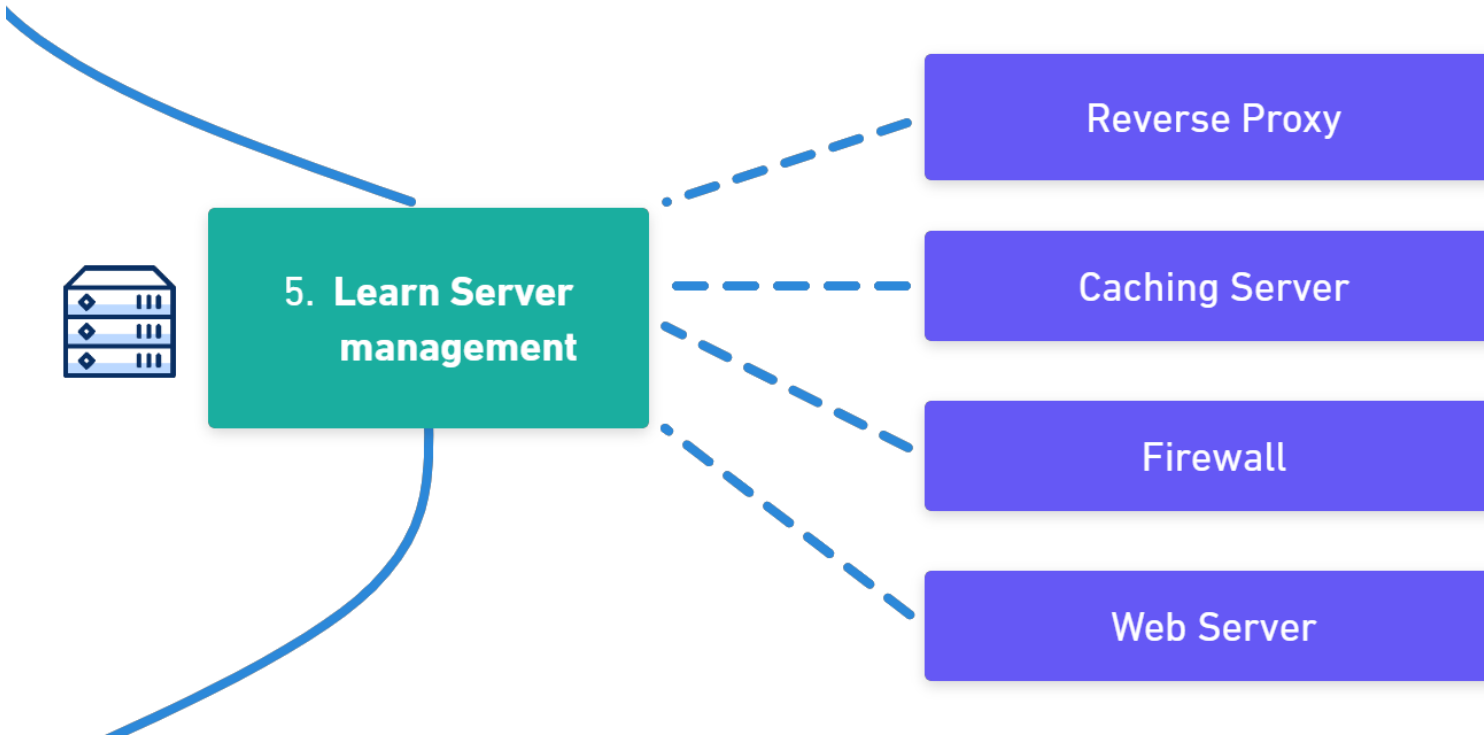 5. Learn Server
management
Reverse Proxy
Caching Server
Firewall
Web Server